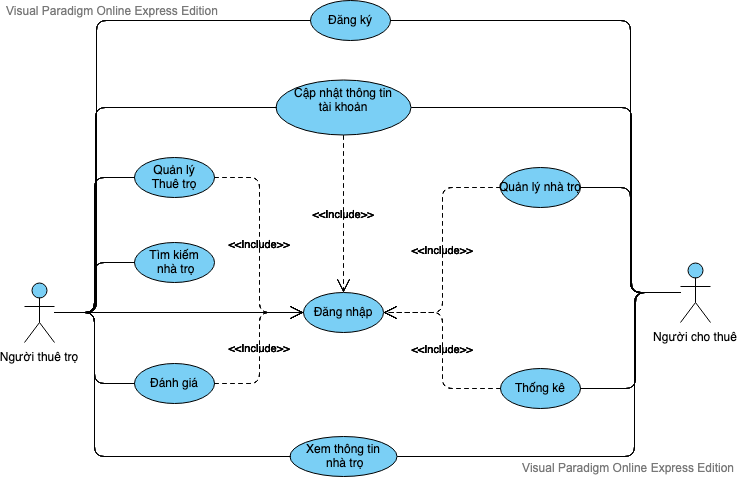 Visual Paradigm Online Express Edition
Đăng ký
Cập nhật thông tin
tài khoản
Quản lý
Thuê trọ
Quản lý nhà trọ
<<Include>>
Tìm kiếm
nhà trọ
<<Include>>
<<Include>>
Đăng nhập
Người thuê trọ
Người cho thuê
<<Include>>
<<Include>>
Đánh giá
Thống kê
Xem thông tin
nhà trọ
Visual Paradigm Online Express Edition